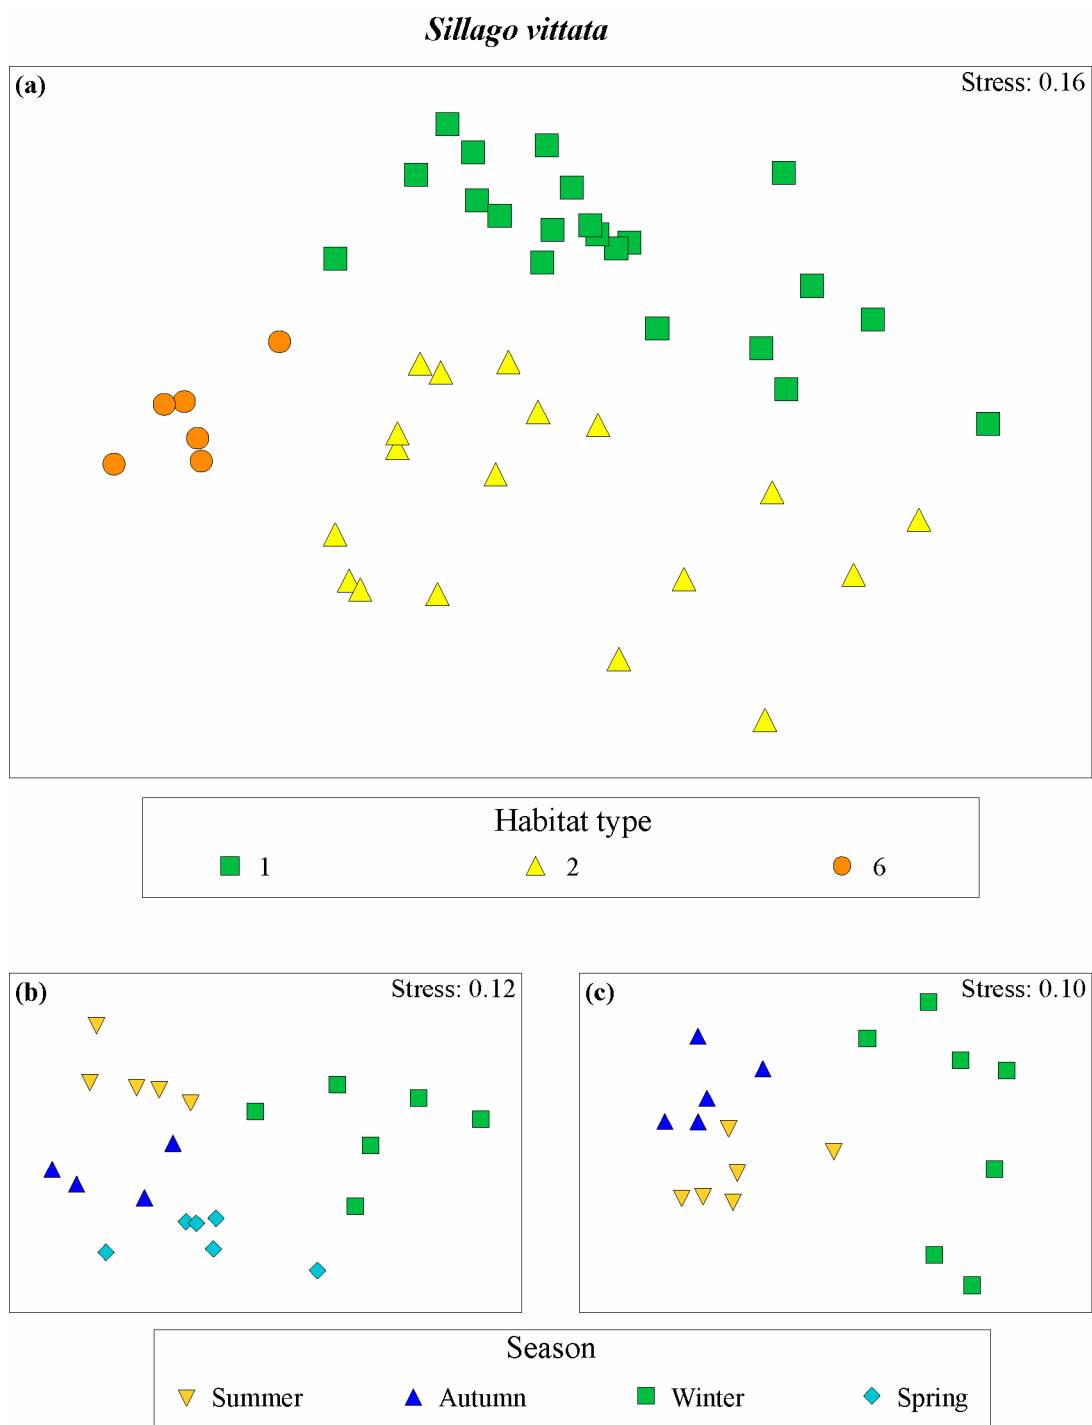 Sillago vittata
(a) Stress: 0.16
Habitat type
1 2 6
(b) Stress: 0.12
(c) Stress: 0.10
Season
Summer Autumn Winter Spring